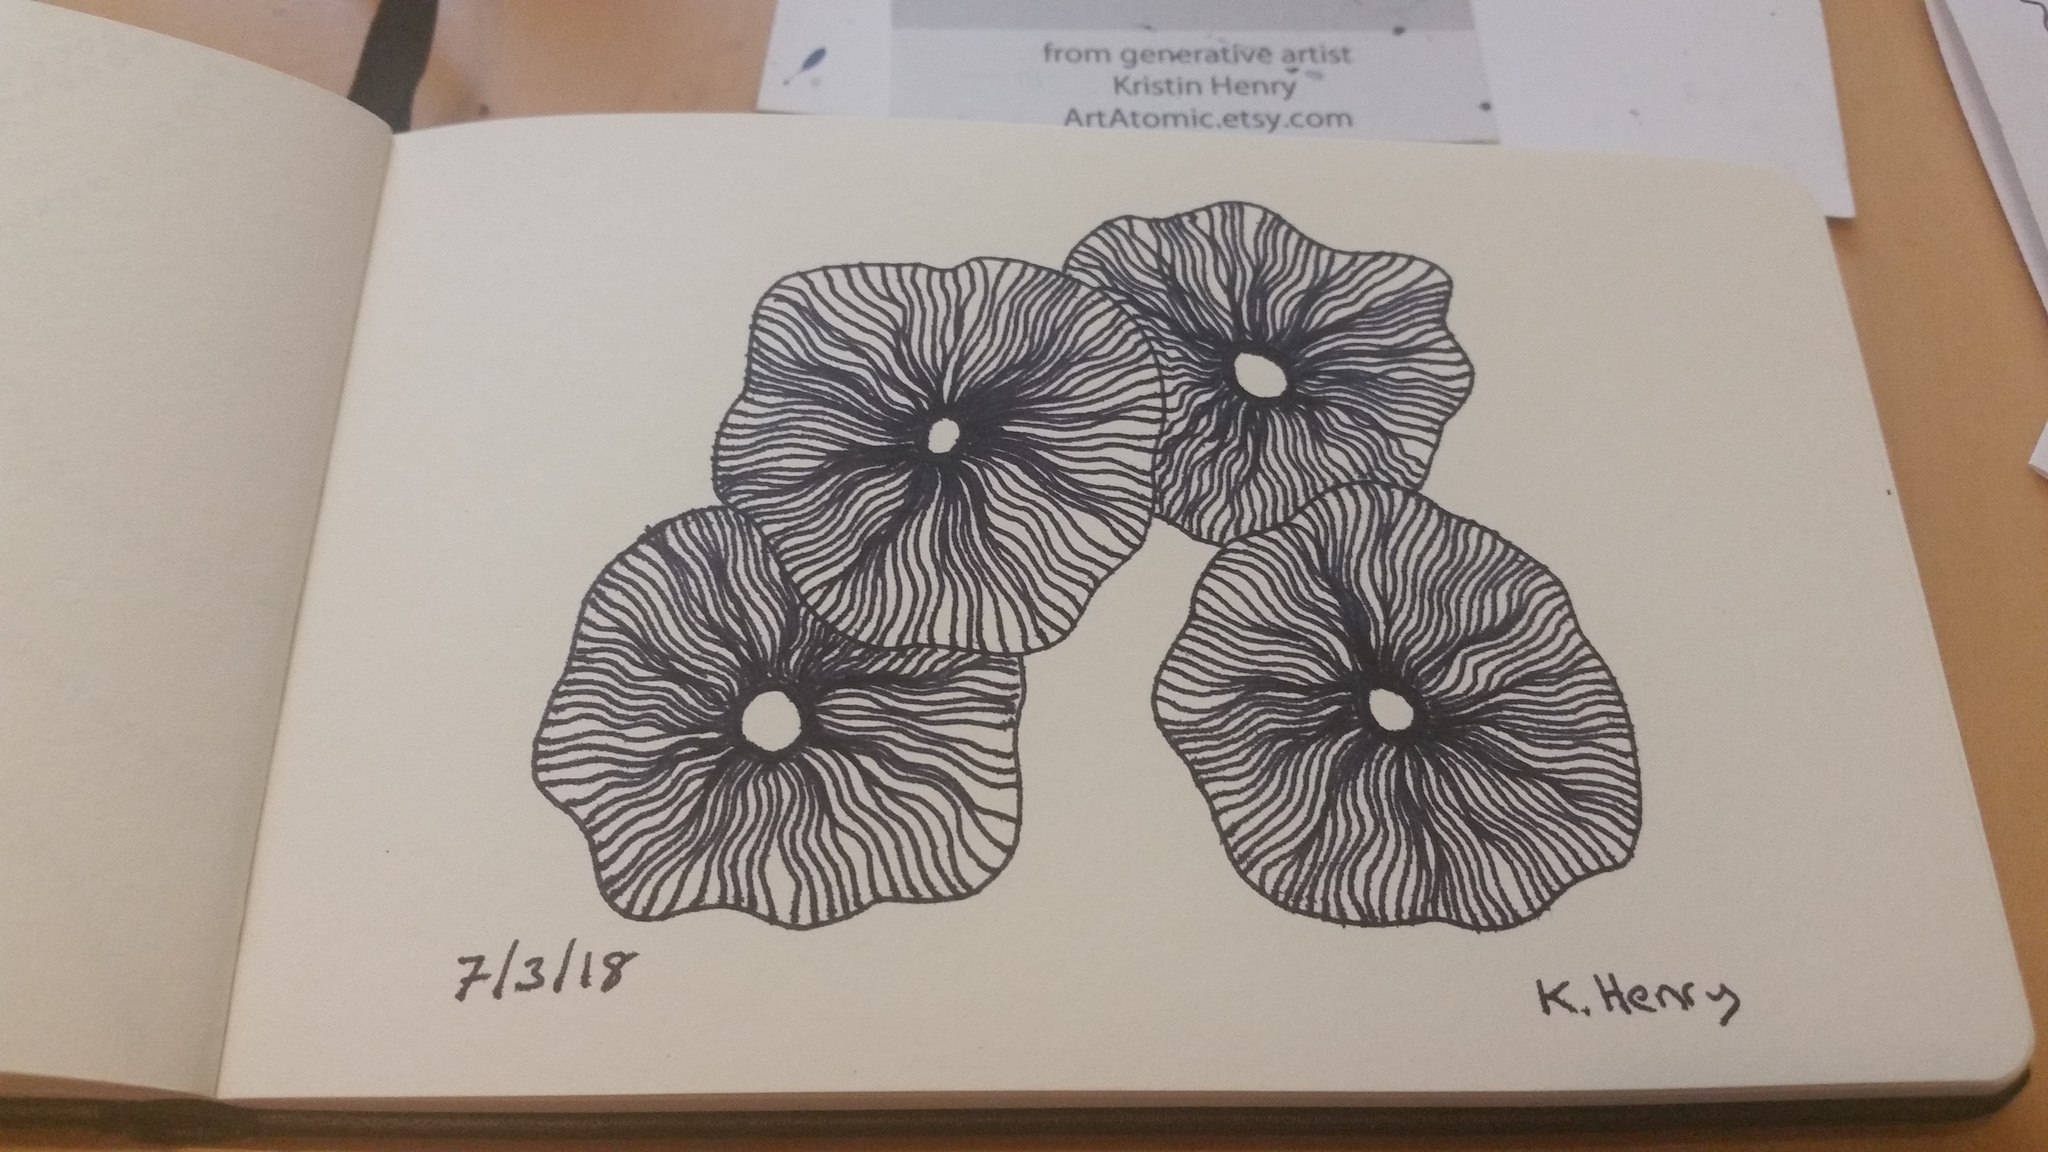 from generative artist
Kristin Henry
ArtAtomic.etsy.com
7/3/18
K. Henry